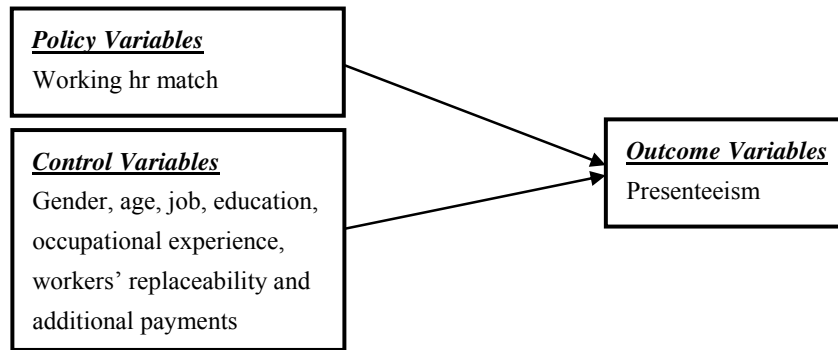 Policy Variables
Working hr match
Control Variables
Gender, age, job, education,
occupational experience,
workers' replaceability and
additional payments
Outcome Variables
Presenteeism